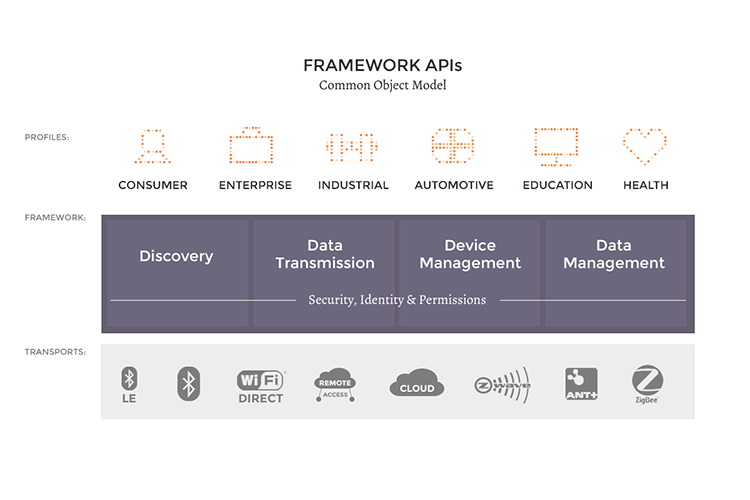 FRAMEWORK APIs
Common Object Model
PROFILES:
CONSUMER ENTERPRISE INDUSTRIAL AUTOMOTIVE EDUCATION HEALTH
FRAMEWORK:
Discovery
Data
Transmission
Device
Management
Data
Management
Security, Identity & Permissions
TRANSPORTS:
LE
WiFi
DIRECT
REMOTE
ACCESS
CLOUD
Z wave
ANT+
ZigBee